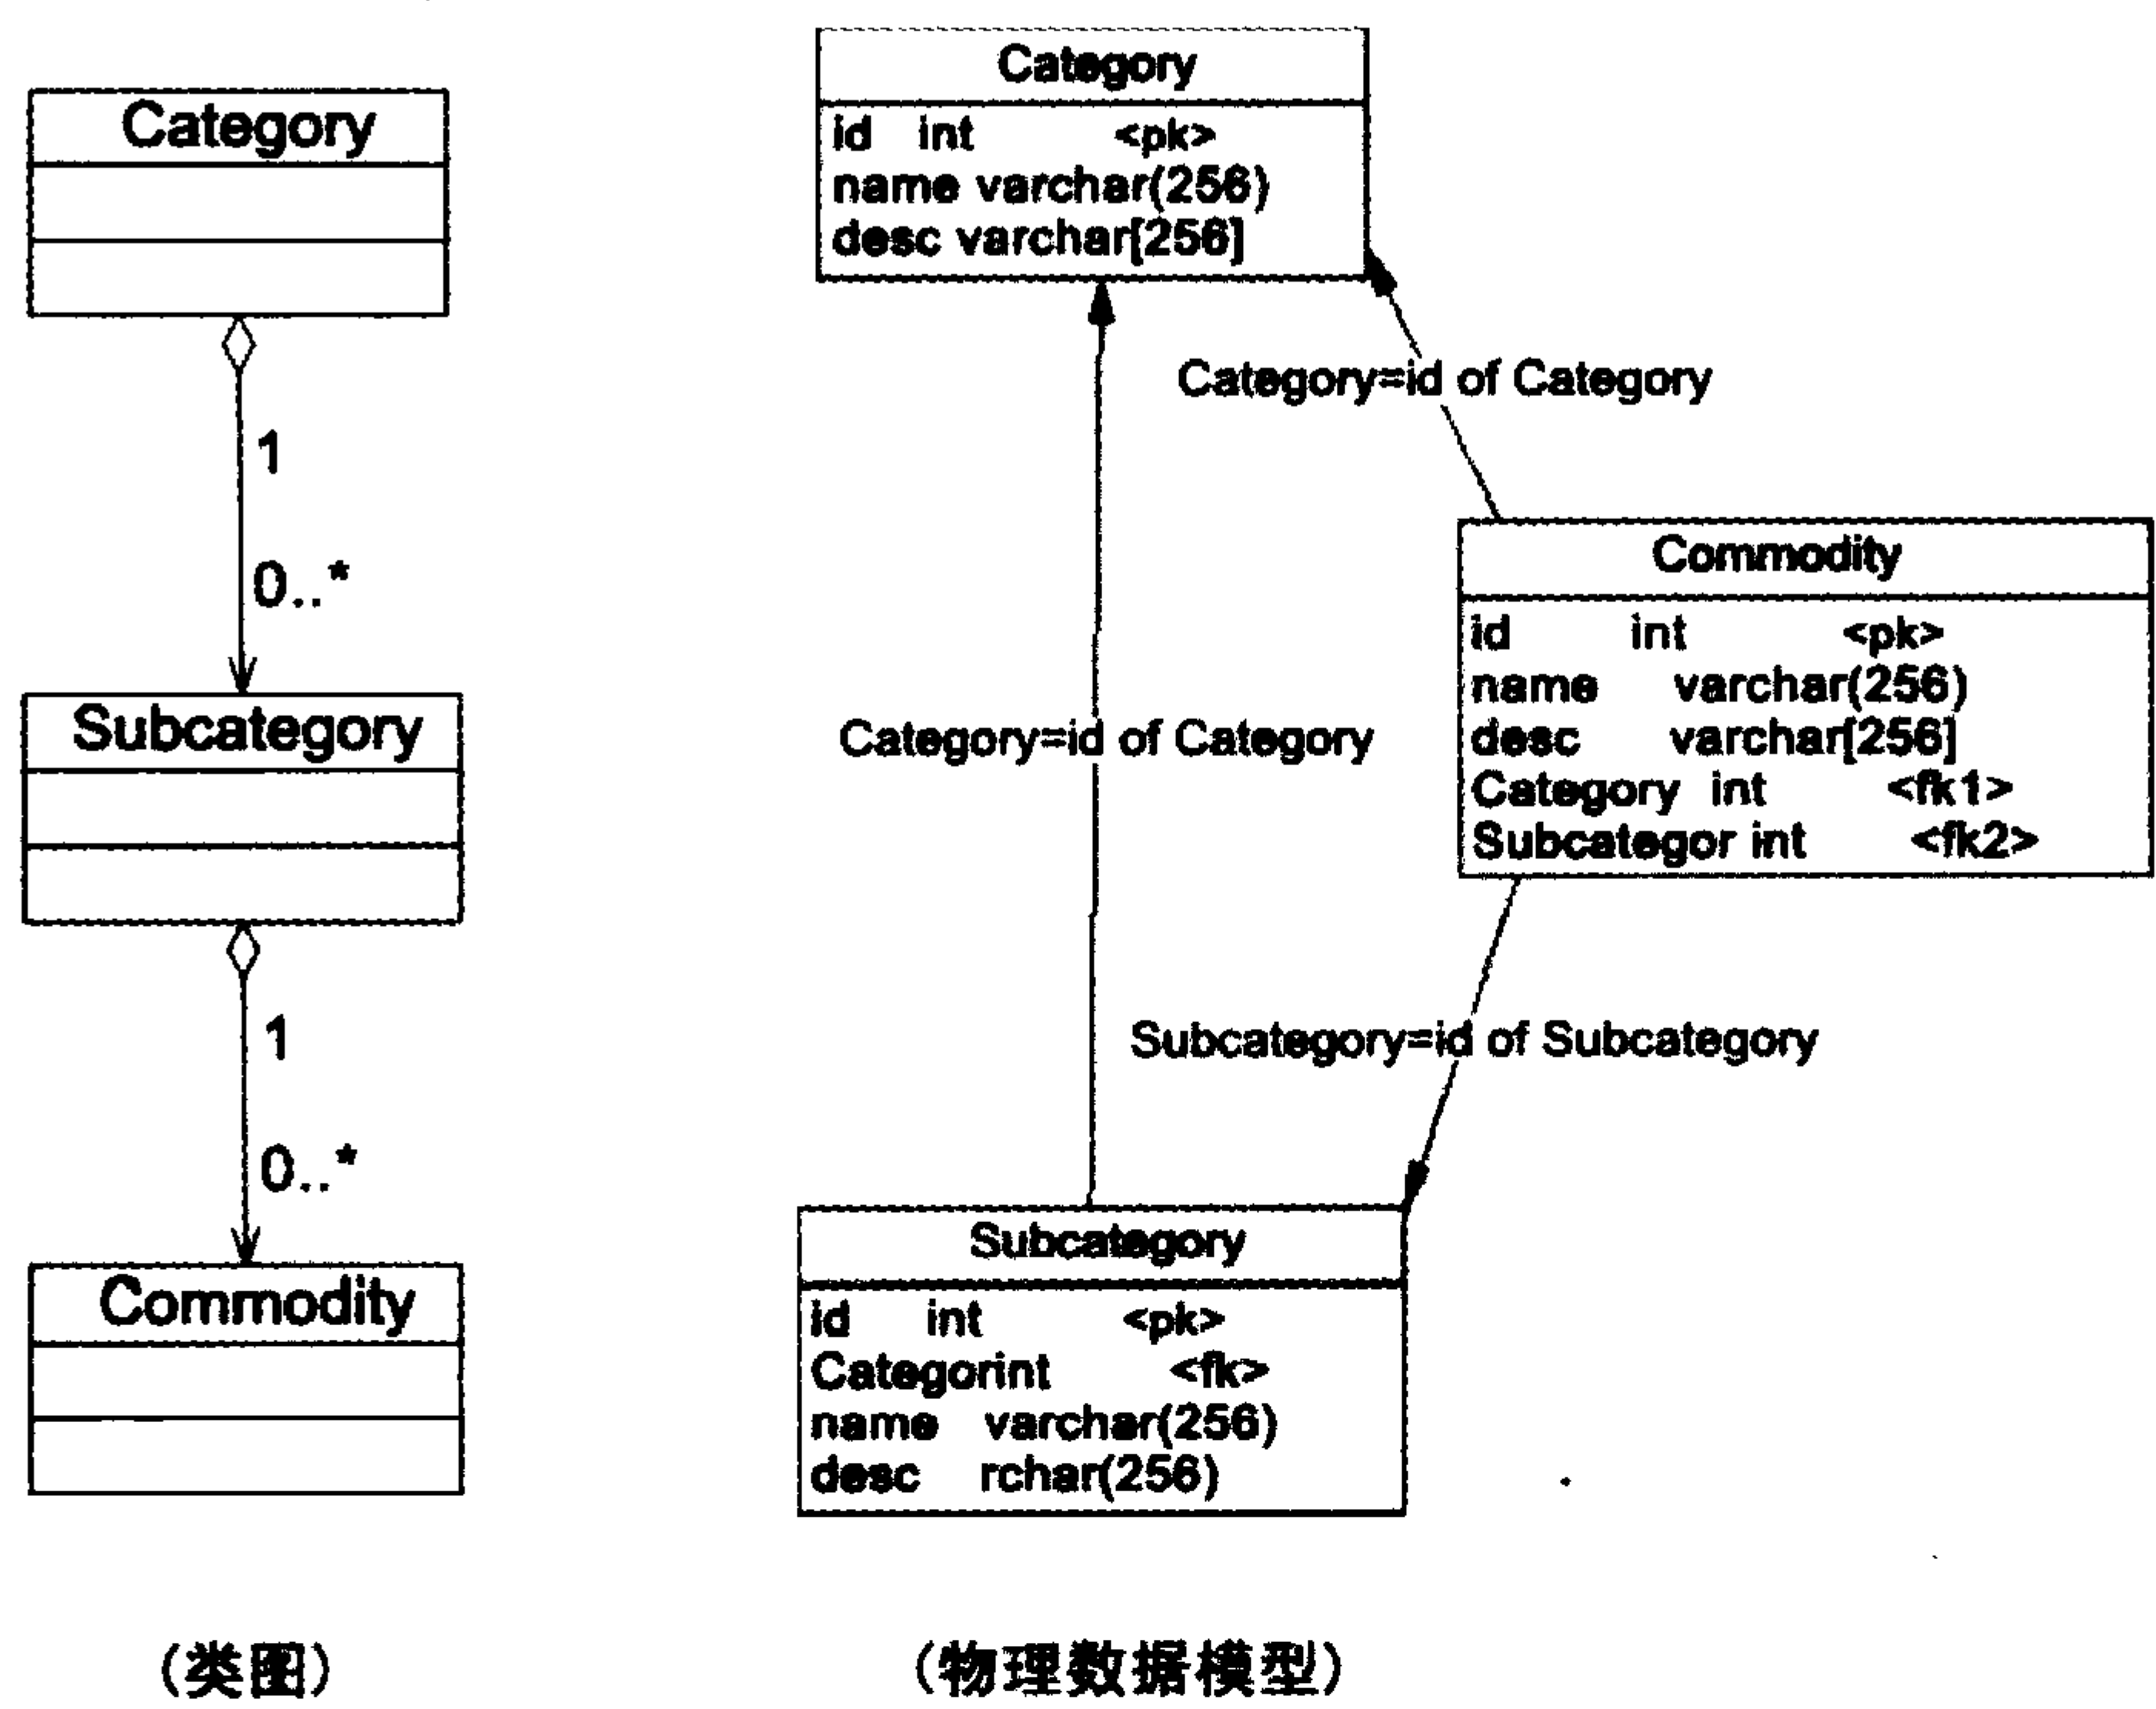 Category
1
0..*
Subcategory
1
0..*
Commodity
(类图)
Category
id int <pk>
name varchar(256)
desc varchar[256]
Category=id of Category
Commodity
id int <pk>
name varchar(256)
desc varchar[256]
Category int <fk1>
Subcategor int <fk2>
Category=id of Category
Subcategory=id of Subcategory
Subcategory
id int <pk>
Categorint <fk>
name varchar(256)
desc rchar(256)
(物理数据模型)